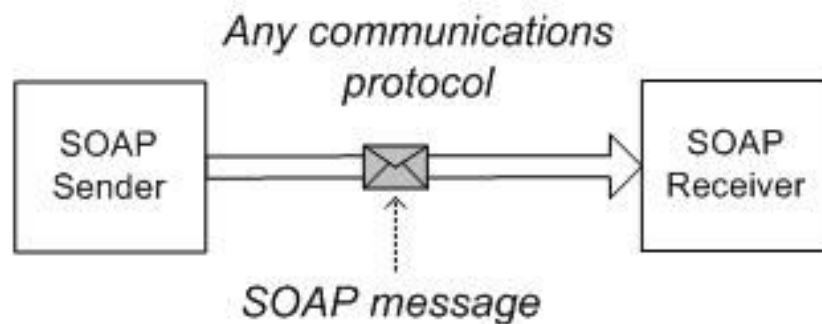 Any communications
protocol
SOAP
Sender
SOAP
Receiver
SOAP message